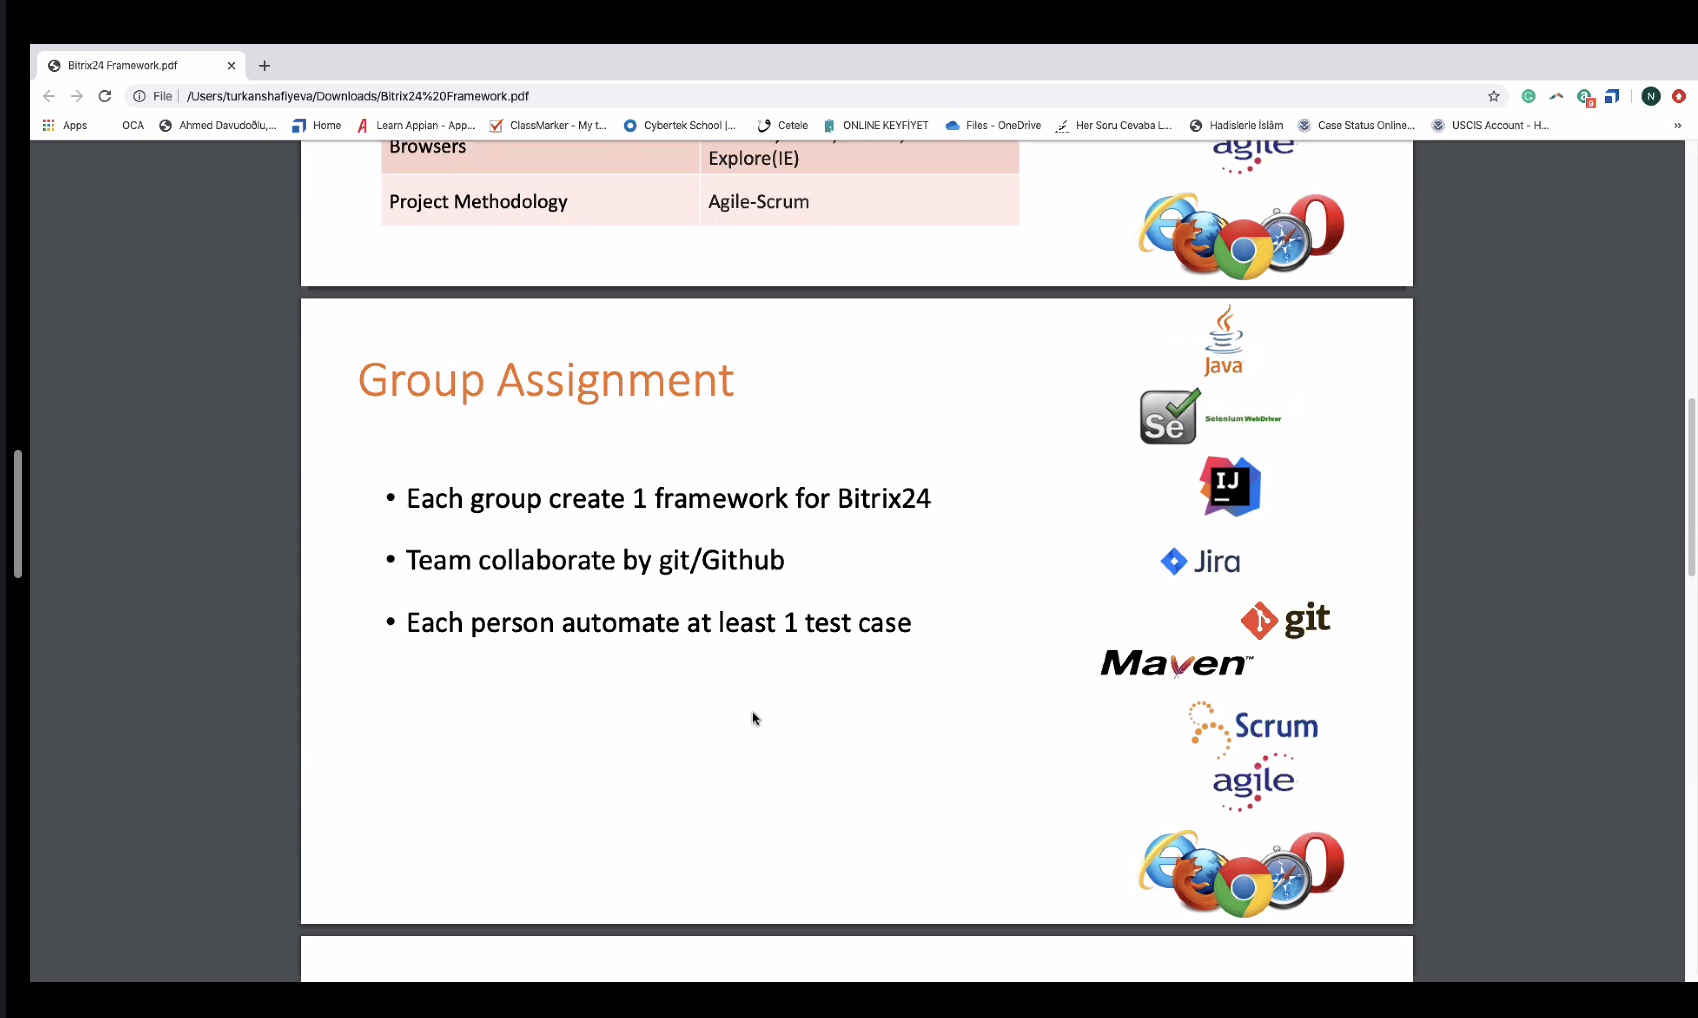 Bitrix24 Framework.pdf
File /Users/turkanshafiyeva/Downloads/Bitrix24%20Framework.pdf
N
9
Apps OCA Ahmed Davudoğlu,... Home Learn Appian - App... ClassMarker - My t... Cybertek School |... Cetele ONLINE KEYFİYET Files - OneDrive Her Soru Cevaba L... Hadislerle İslâm Case Status Online... USCIS Account - H... »
Browsers
Explore(IE)
agile
Project Methodology Agile-Scrum
Java
Group Assignment
Se Selenium WebDriver
IJ
• Each group create 1 framework for Bitrix24
• Team collaborate by git/Github
Jira
• Each person automate at least 1 test case
git
Maven™
Scrum
agile